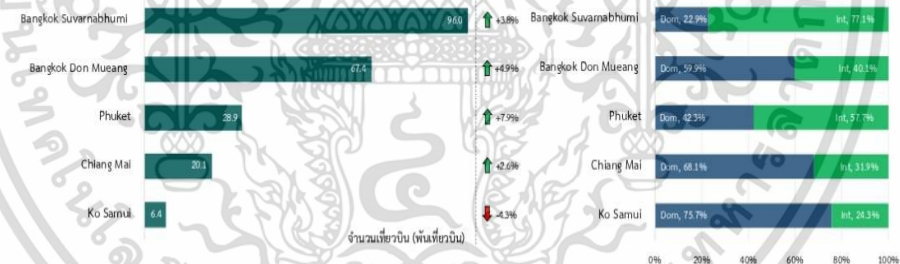 Bangkok Suvarnabhumi 96.0 +3.8% Bangkok Suvarnabhumi Dom, 22.9% Int, 77.1%
Bangkok Don Mueang 67.4 +4.9% Bangkok Don Mueang Dom, 59.9% Int, 40.1%
Phuket 28.9 +7.9% Phuket Dom, 42.3% Int, 57.7%
Chiang Mai 20.1 +2.6% Chiang Mai Dom, 68.1% Int, 31.9%
Ko Samui 6.4 -4.3% Ko Samui Dom, 75.7% Int, 24.3%
จำนวนเที่ยวบิน (พันเที่ยวบิน)
0% 20% 40% 60% 80% 100%